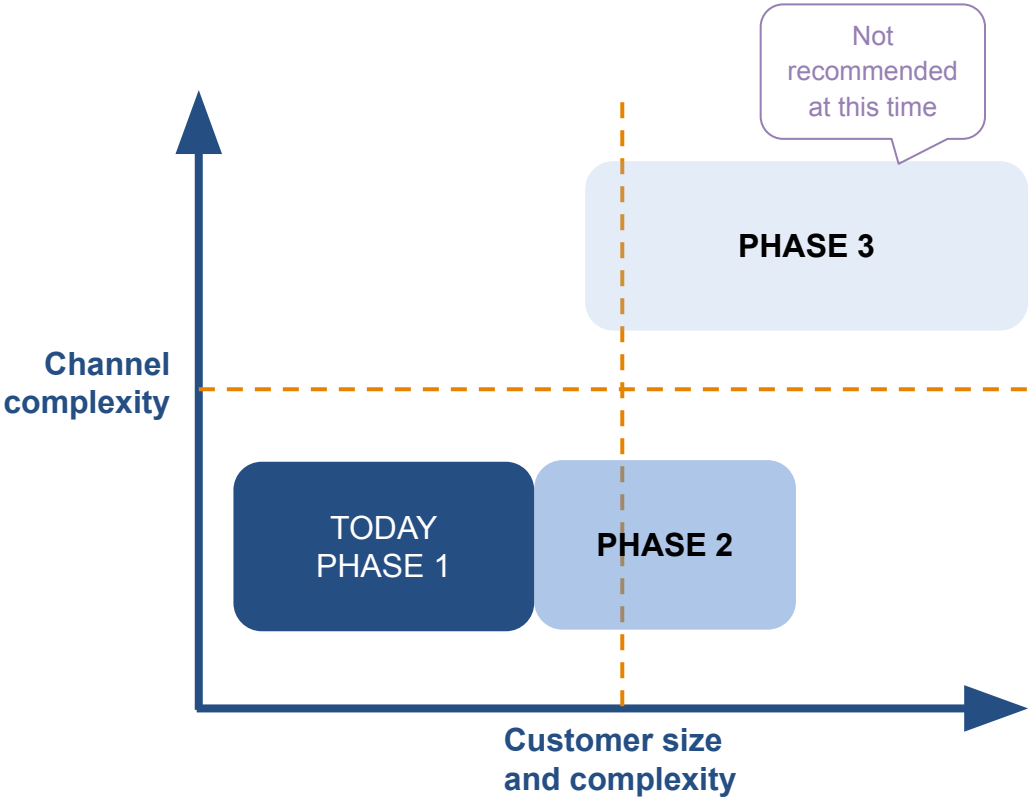 Not
recommended
at this time
PHASE 3
Channel
complexity
TODAY
PHASE 1
PHASE 2
Customer size
and complexity